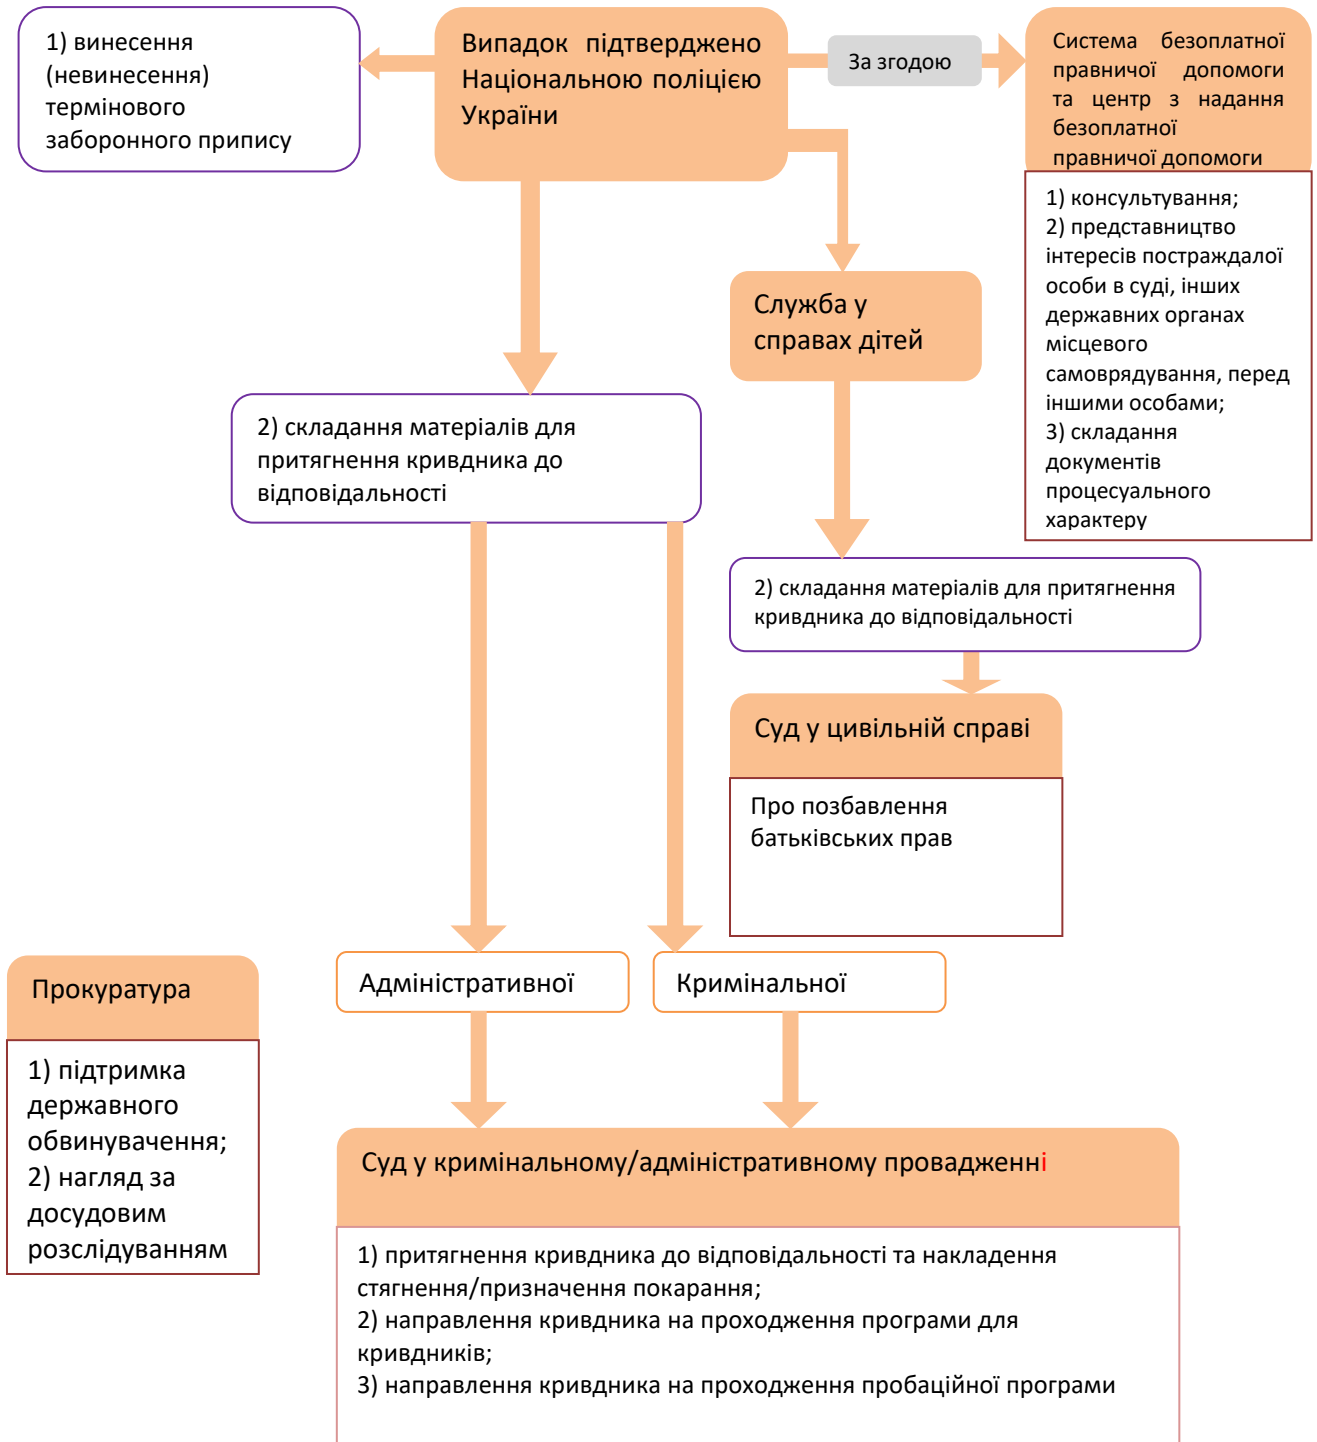 1) винесення
(невинесення)
термінового
заборонного припису
Випадок підтверджено
Національною поліцією
України
За згодою
Система безоплатної
правничої допомоги
та центр з надання
безоплатної
правничої допомоги
1) консультування;
2) представництво
інтересів постраждалої
особи в суді, інших
державних органах
місцевого
самоврядування, перед
іншими особами;
3) складання
документів
процесуального
характеру
Служба у
справах дітей
2) складання матеріалів для
притягнення кривдника до
відповідальності
2) складання матеріалів для притягнення
кривдника до відповідальності
Суд у цивільній справі
Про позбавлення
батьківських прав
Адміністративної
Кримінальної
Прокуратура
1) підтримка
державного
обвинувачення;
2) нагляд за
досудовим
розслідуванням
Суд у кримінальному/адміністративному провадженні
1) притягнення кривдника до відповідальності та накладення
стягнення/призначення покарання;
2) направлення кривдника на проходження програми для
кривдників;
3) направлення кривдника на проходження пробаційної програми